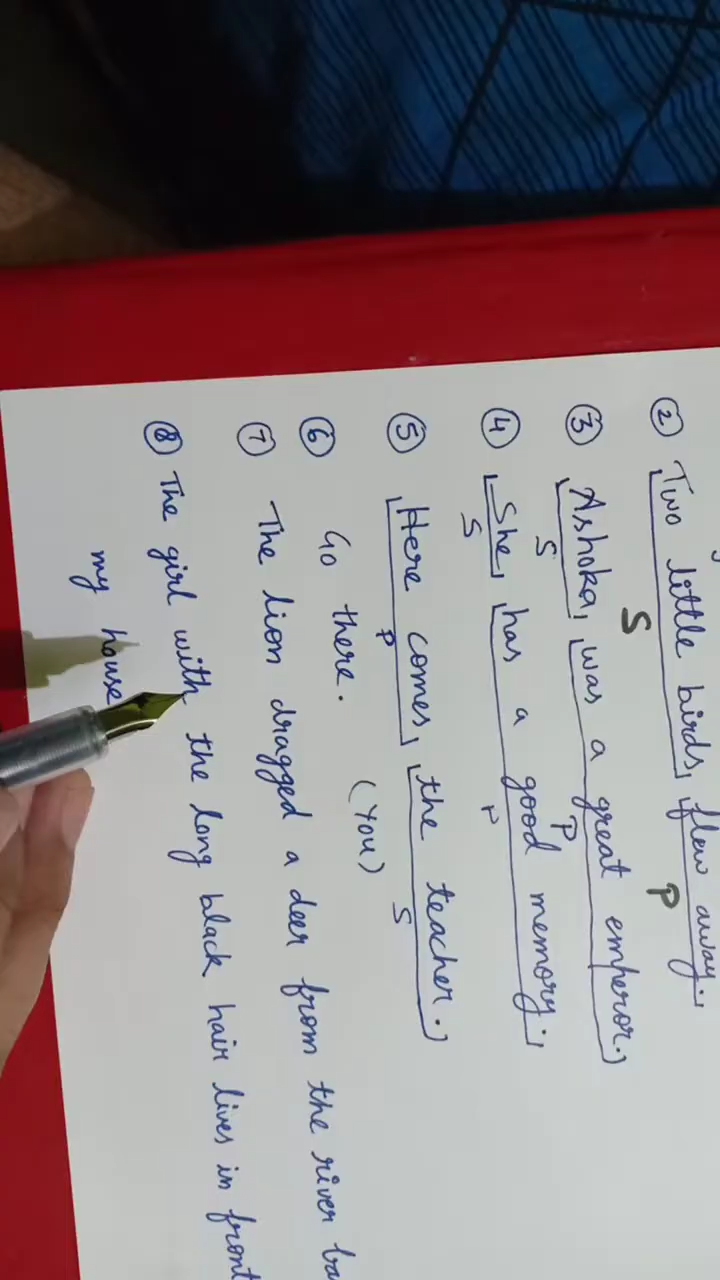 ② Two little birds flew away.
S P
③ Ashoka was a great emperor.
S P
④ She has a good memory.
S P
⑤ Here comes the teacher.
P S
⑥ Go there. (You)
⑦ The lion dragged a deer from the river ba
⑧ The girl with the long black hair lives in front
my house